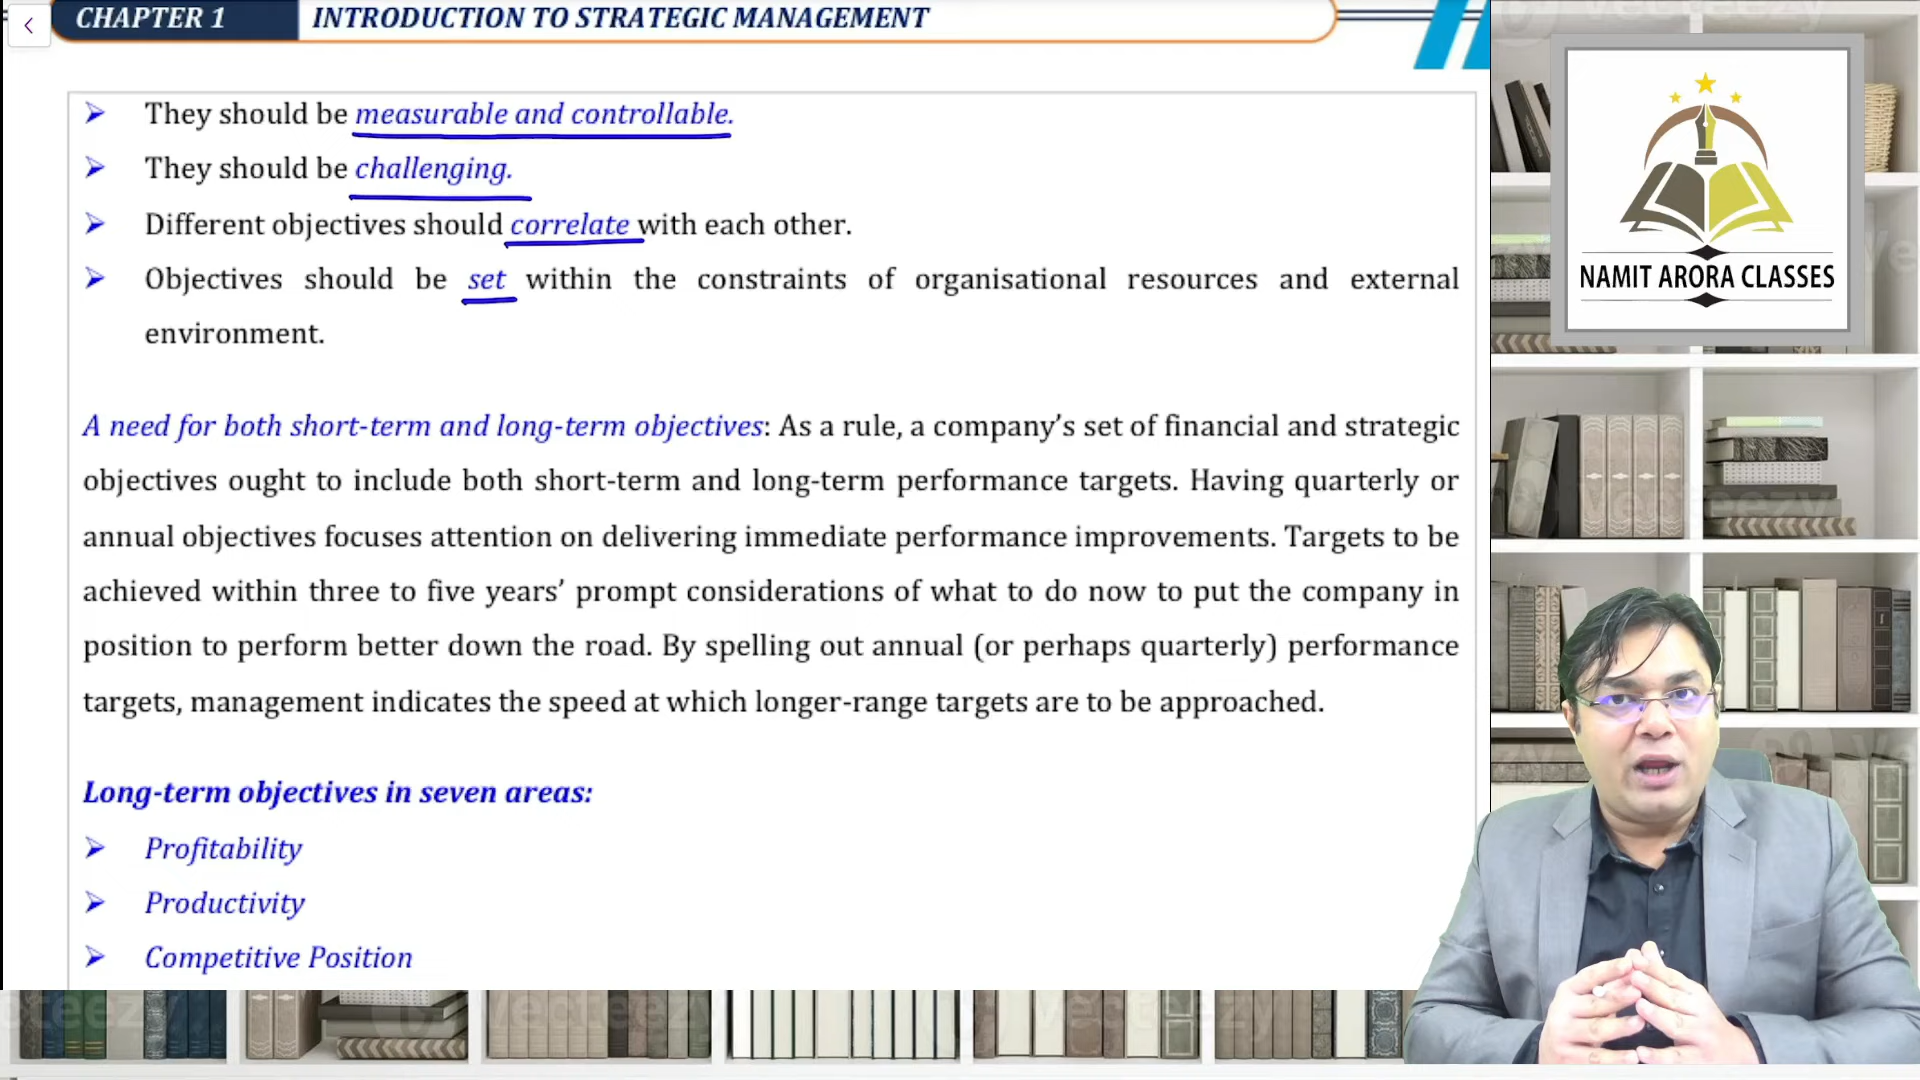 CHAPTER 1
INTRODUCTION TO STRATEGIC MANAGEMENT
They should be measurable and controllable.
They should be challenging.
Different objectives should correlate with each other.
Objectives should be set within the constraints of organisational resources and external
environment.
A need for both short-term and long-term objectives: As a rule, a company’s set of financial and strategic
objectives ought to include both short-term and long-term performance targets. Having quarterly or
annual objectives focuses attention on delivering immediate performance improvements. Targets to be
achieved within three to five years’ prompt considerations of what to do now to put the company in
position to perform better down the road. By spelling out annual (or perhaps quarterly) performance
targets, management indicates the speed at which longer-range targets are to be approached.
Long-term objectives in seven areas:
Profitability
Productivity
Competitive Position
NAMIT ARORA CLASSES